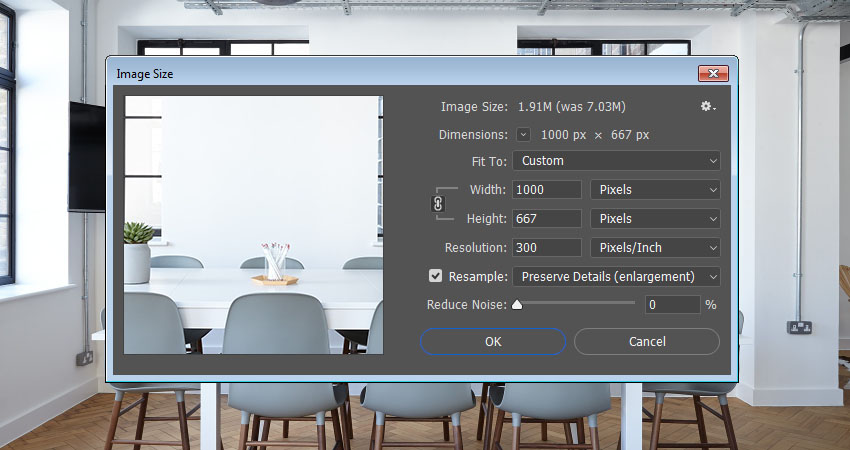 Image Size
Image Size: 1.91M (was 7.03M)
Dimensions: 1000 px × 667 px
Fit To: Custom
Width: 1000 Pixels
Height: 667 Pixels
Resolution: 300 Pixels/Inch
Resample: Preserve Details (enlargement)
Reduce Noise: 0 %
OK Cancel